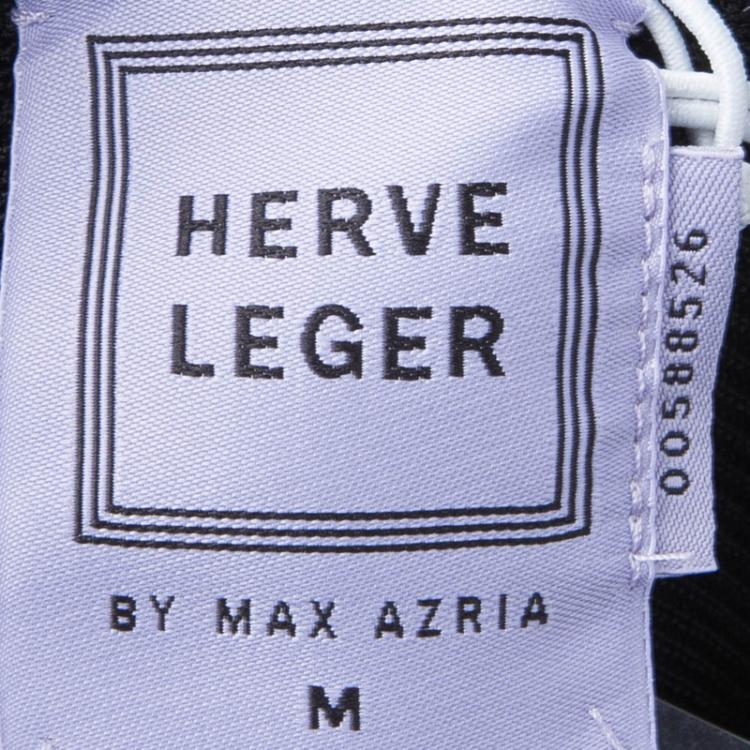 HERVE
LEGER
BY MAX AZRIA
M
00588526